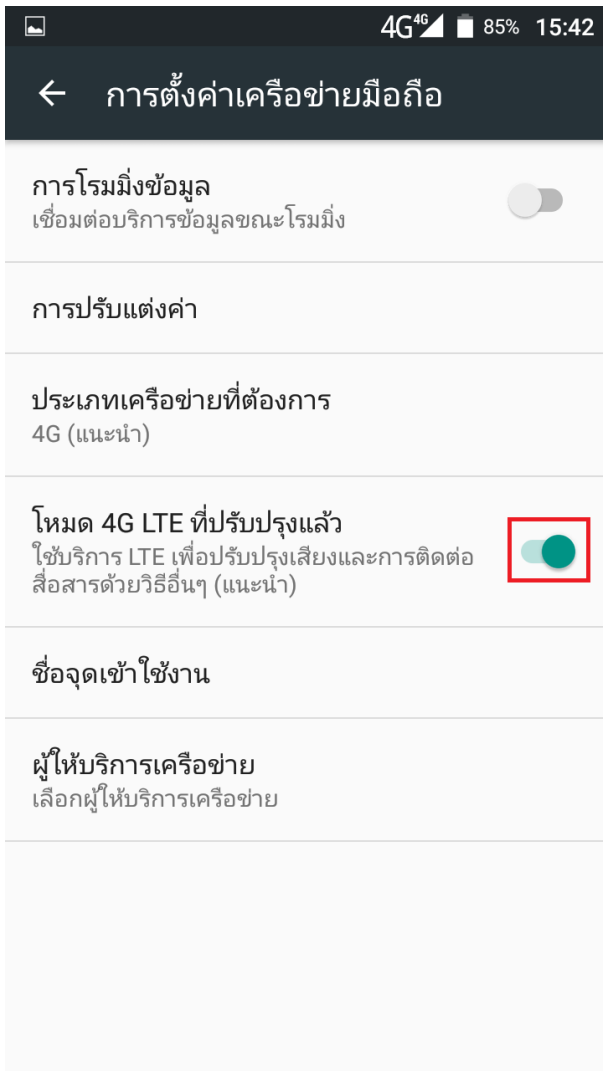 4G 4G 85% 15:42
การตั้งค่าเครือข่ายมือถือ
การโรมมิ่งข้อมูล
เชื่อมต่อบริการข้อมูลขณะโรมมิ่ง
การปรับแต่งค่า
ประเภทเครือข่ายที่ต้องการ
4G (แนะนำ)
โหมด 4G LTE ที่ปรับปรุงแล้ว
ใช้บริการ LTE เพื่อปรับปรุงเสียงและการติดต่อ
สื่อสารด้วยวิธีอื่นๆ (แนะนำ)
ชื่อจุดเข้าใช้งาน
ผู้ให้บริการเครือข่าย
เลือกผู้ให้บริการเครือข่าย